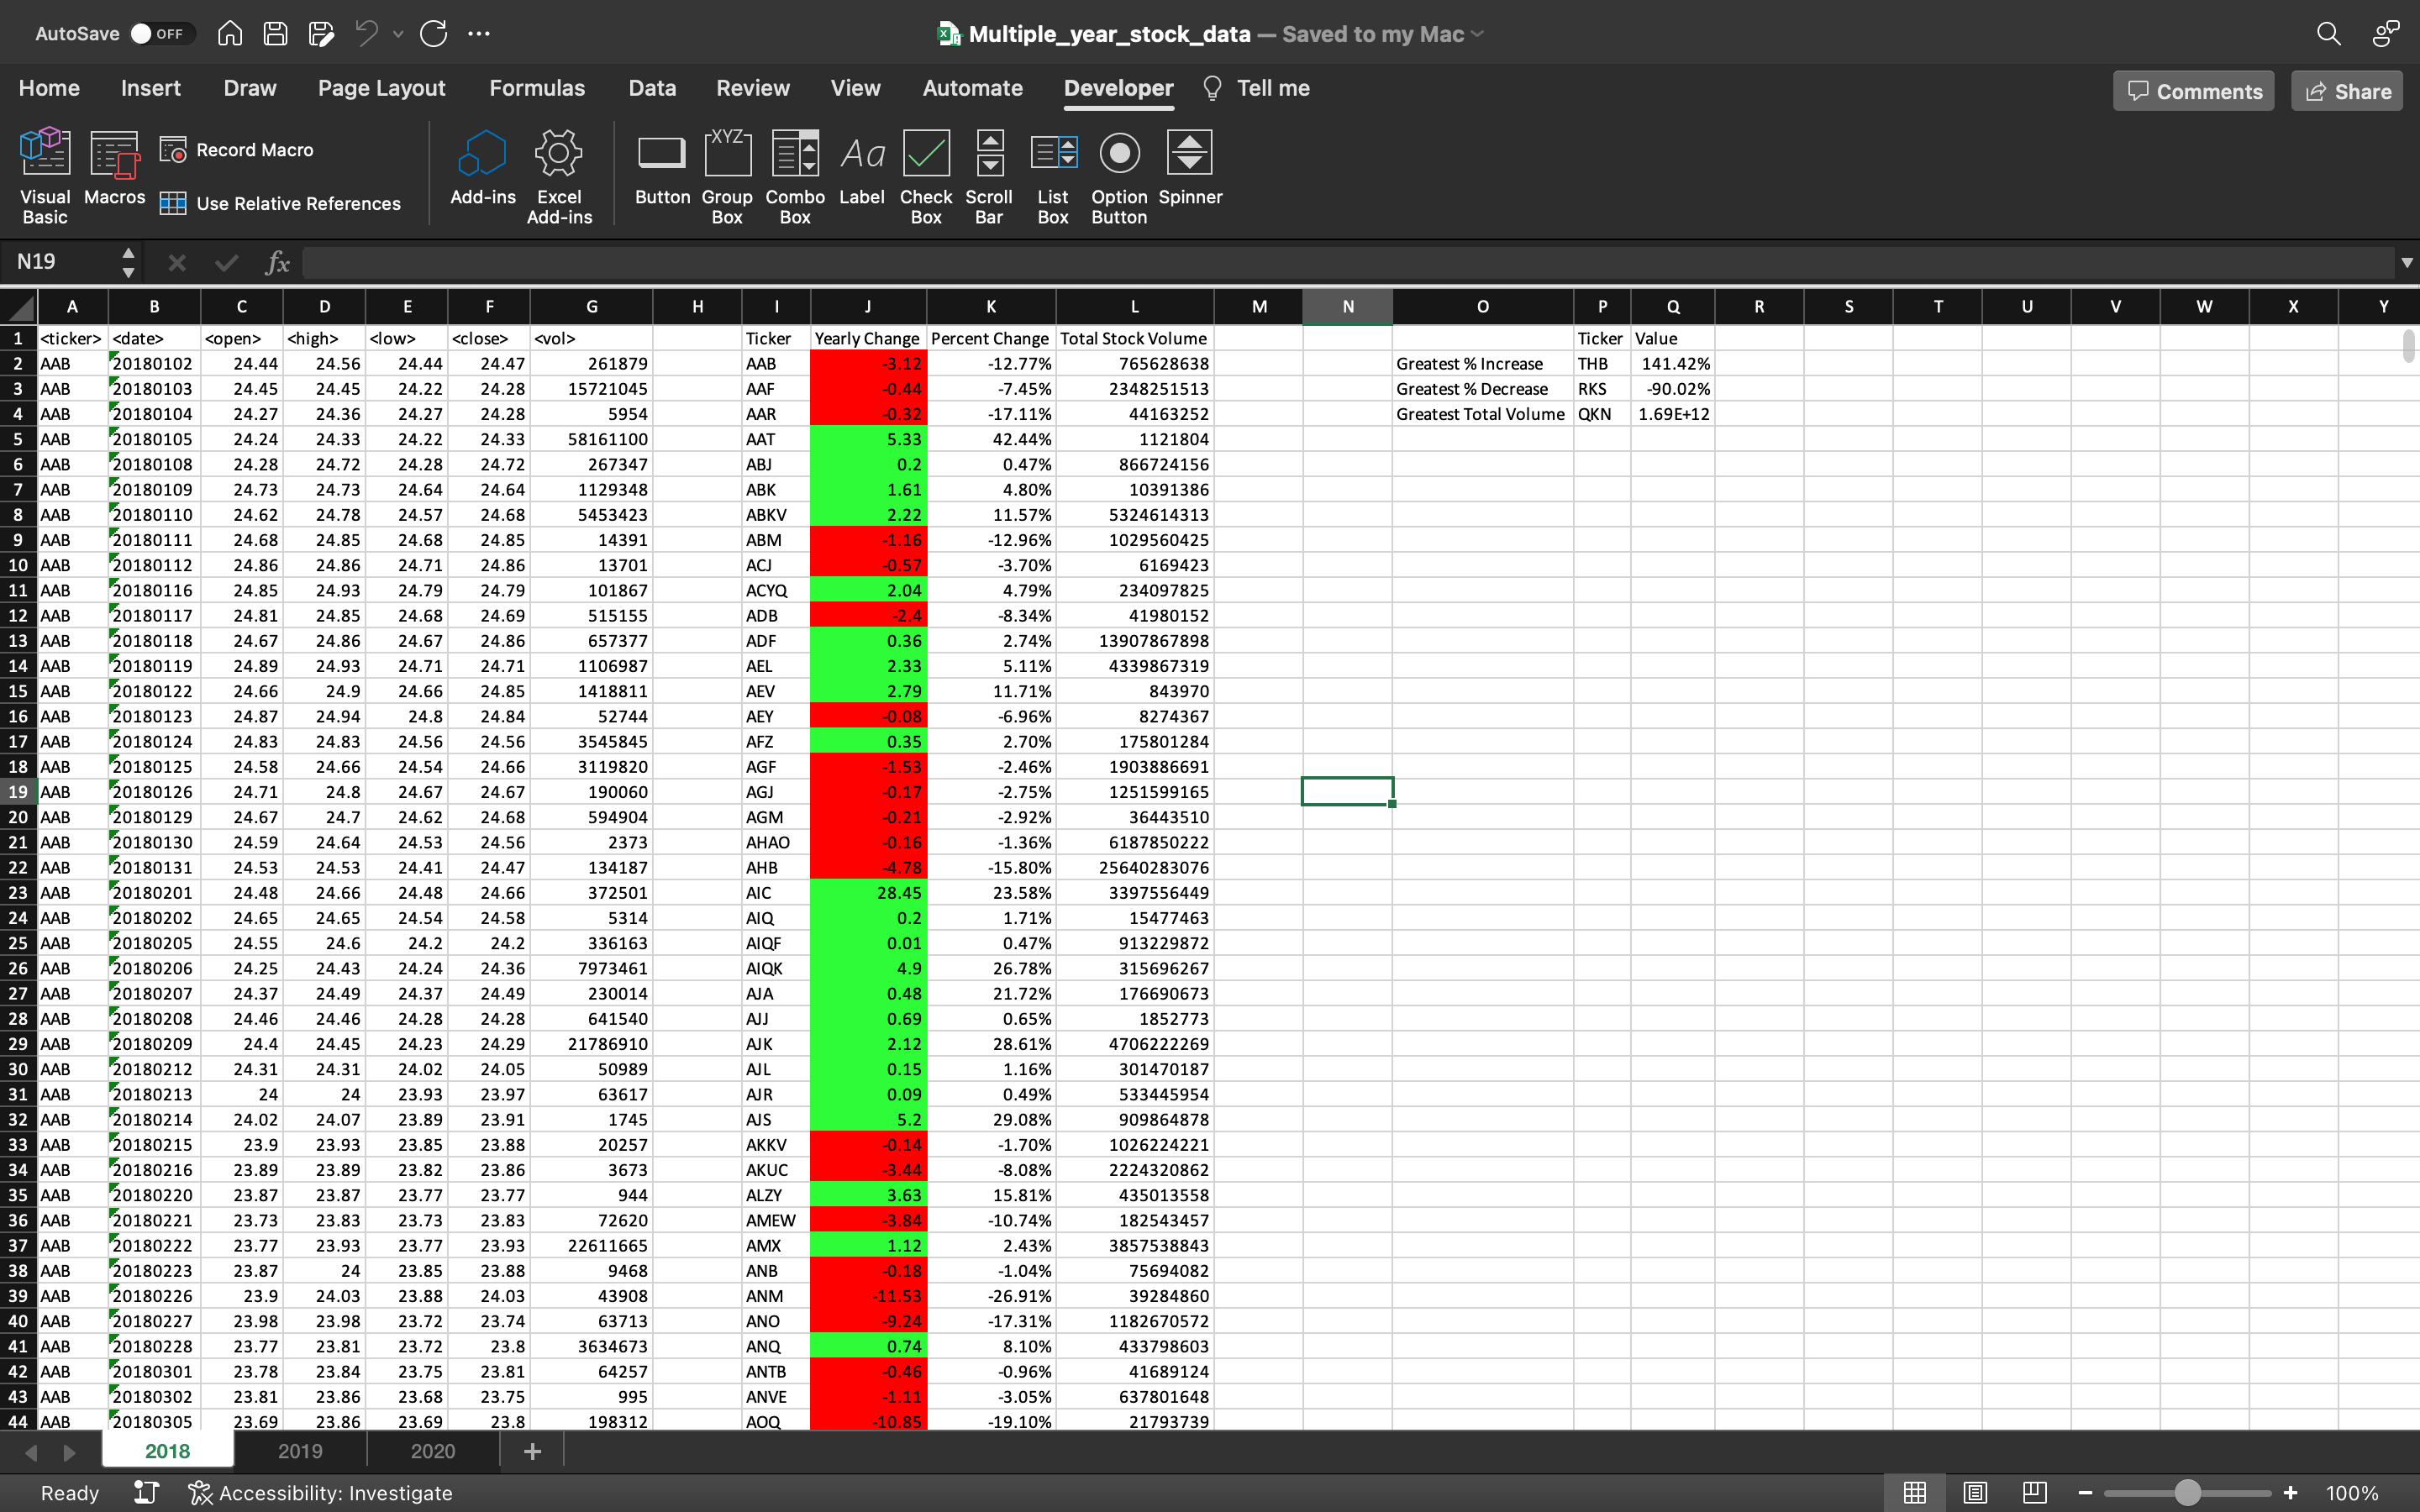 AutoSave OFF Multiple_year_stock_data — Saved to my Mac
Home Insert Draw Page Layout Formulas Data Review View Automate Developer Tell me Comments Share
Visual Basic Macros Record Macro Use Relative References Add-ins Excel Add-ins Button XYZ Group Box Combo Box Aa Label Check Box Scroll Bar List Box Option Button Spinner
N19 fx
A B C D E F G H I J K L M N O P Q R S T U V W X Y
1 <ticker> <date> <open> <high> <low> <close> <vol> Ticker Yearly Change Percent Change Total Stock Volume Ticker Value
2 AAB 20180102 24.44 24.56 24.44 24.47 261879 AAB -3.12 -12.77% 765628638 Greatest % Increase THB 141.42%
3 AAB 20180103 24.45 24.45 24.22 24.28 15721045 AAF -0.44 -7.45% 2348251513 Greatest % Decrease RKS -90.02%
4 AAB 20180104 24.27 24.36 24.27 24.28 5954 AAR -0.32 -17.11% 44163252 Greatest Total Volume QKN 1.69E+12
5 AAB 20180105 24.24 24.33 24.22 24.33 58161100 AAT 5.33 42.44% 1121804
6 AAB 20180108 24.28 24.72 24.28 24.72 267347 ABJ 0.2 0.47% 866724156
7 AAB 20180109 24.73 24.73 24.64 24.64 1129348 ABK 1.61 4.80% 10391386
8 AAB 20180110 24.62 24.78 24.57 24.68 5453423 ABKV 2.22 11.57% 5324614313
9 AAB 20180111 24.68 24.85 24.68 24.85 14391 ABM -1.16 -12.96% 1029560425
10 AAB 20180112 24.86 24.86 24.71 24.86 13701 ACJ -0.57 -3.70% 6169423
11 AAB 20180116 24.85 24.93 24.79 24.79 101867 ACYQ 2.04 4.79% 234097825
12 AAB 20180117 24.81 24.85 24.68 24.69 515155 ADB -2.4 -8.34% 41980152
13 AAB 20180118 24.67 24.86 24.67 24.86 657377 ADF 0.36 2.74% 13907867898
14 AAB 20180119 24.89 24.93 24.71 24.71 1106987 AEL 2.33 5.11% 4339867319
15 AAB 20180122 24.66 24.9 24.66 24.85 1418811 AEV 2.79 11.71% 843970
16 AAB 20180123 24.87 24.94 24.8 24.84 52744 AEY -0.08 -6.96% 8274367
17 AAB 20180124 24.83 24.83 24.56 24.56 3545845 AFZ 0.35 2.70% 175801284
18 AAB 20180125 24.58 24.66 24.54 24.66 3119820 AGF -1.53 -2.46% 1903886691
19 AAB 20180126 24.71 24.8 24.67 24.67 190060 AGJ -0.17 -2.75% 1251599165
20 AAB 20180129 24.67 24.7 24.62 24.68 594904 AGM -0.21 -2.92% 36443510
21 AAB 20180130 24.59 24.64 24.53 24.56 2373 AHAO -0.16 -1.36% 6187850222
22 AAB 20180131 24.53 24.53 24.41 24.47 134187 AHB -4.78 -15.80% 25640283076
23 AAB 20180201 24.48 24.66 24.48 24.66 372501 AIC 28.45 23.58% 3397556449
24 AAB 20180202 24.65 24.65 24.54 24.58 5314 AIQ 0.2 1.71% 15477463
25 AAB 20180205 24.55 24.6 24.2 24.2 336163 AIQF 0.01 0.47% 913229872
26 AAB 20180206 24.25 24.43 24.24 24.36 7973461 AIQK 4.9 26.78% 315696267
27 AAB 20180207 24.37 24.49 24.37 24.49 230014 AJA 0.48 21.72% 176690673
28 AAB 20180208 24.46 24.46 24.28 24.28 641540 AJJ 0.69 0.65% 1852773
29 AAB 20180209 24.4 24.45 24.23 24.29 21786910 AJK 2.12 28.61% 4706222269
30 AAB 20180212 24.31 24.31 24.02 24.05 50989 AJL 0.15 1.16% 301470187
31 AAB 20180213 24 24 23.93 23.97 63617 AJR 0.09 0.49% 533445954
32 AAB 20180214 24.02 24.07 23.89 23.91 1745 AJS 5.2 29.08% 909864878
33 AAB 20180215 23.9 23.93 23.85 23.88 20257 AKKV -0.14 -1.70% 1026224221
34 AAB 20180216 23.89 23.89 23.82 23.86 3673 AKUC -3.44 -8.08% 2224320862
35 AAB 20180220 23.87 23.87 23.77 23.77 944 ALZY 3.63 15.81% 435013558
36 AAB 20180221 23.73 23.83 23.73 23.83 72620 AMEW -3.84 -10.74% 182543457
37 AAB 20180222 23.77 23.93 23.77 23.93 22611665 AMX 1.12 2.43% 3857538843
38 AAB 20180223 23.87 24 23.85 23.88 9468 ANB -0.18 -1.04% 75694082
39 AAB 20180226 23.9 24.03 23.88 24.03 43908 ANM -11.53 -26.91% 39284860
40 AAB 20180227 23.98 23.98 23.72 23.74 63713 ANO -9.24 -17.31% 1182670572
41 AAB 20180228 23.77 23.81 23.72 23.8 3634673 ANQ 0.74 8.10% 433798603
42 AAB 20180301 23.78 23.84 23.75 23.81 64257 ANTB -0.46 -0.96% 41689124
43 AAB 20180302 23.81 23.86 23.68 23.75 995 ANVE -1.11 -3.05% 637801648
44 AAB 20180305 23.69 23.86 23.69 23.8 198312 AOQ -10.85 -19.10% 21793739
2018 2019 2020 +
Ready Accessibility: Investigate 100%